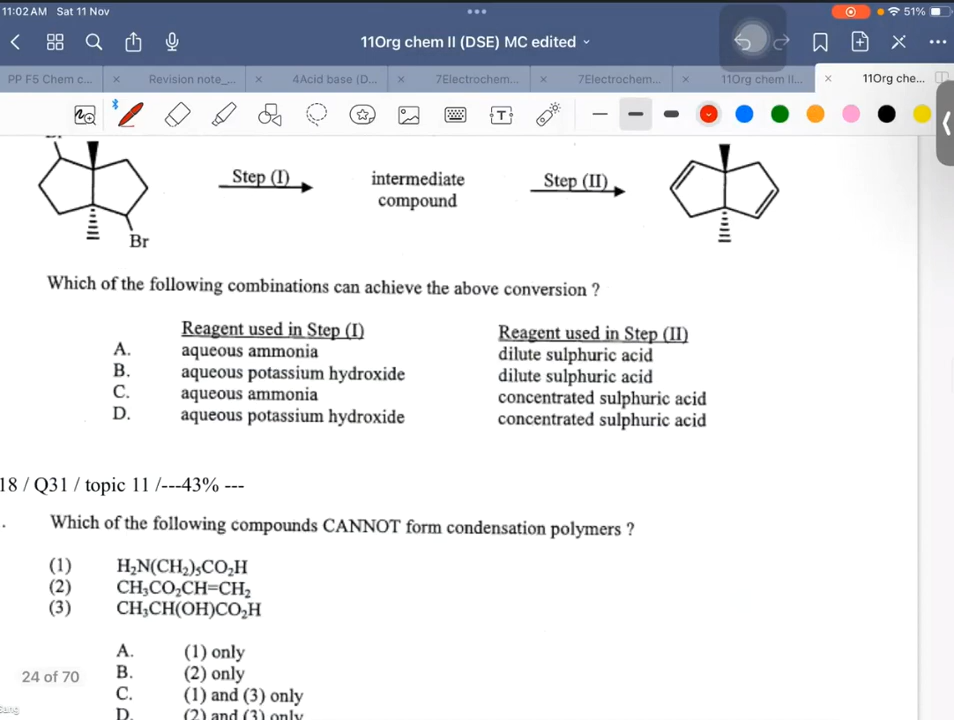 11:02 AM Sat 11 Nov
51%
11Org chem II (DSE) MC edited
PP F5 Chem c...
Revision note_...
4Acid base (D...
7Electrochem...
7Electrochem...
11Org chem II...
11Org che...
T
Step (I)
intermediate
compound
Step (II)
Br
Which of the following combinations can achieve the above conversion ?
Reagent used in Step (I) Reagent used in Step (II)
A. aqueous ammonia dilute sulphuric acid
B. aqueous potassium hydroxide dilute sulphuric acid
C. aqueous ammonia concentrated sulphuric acid
D. aqueous potassium hydroxide concentrated sulphuric acid
18 / Q31 / topic 11 /---43% ---
. Which of the following compounds CANNOT form condensation polymers ?
(1) H₂N(CH₂)₅CO₂H
(2) CH₃CO₂CH=CH₂
(3) CH₃CH(OH)CO₂H
A. (1) only
B. (2) only
24 of 70
C. (1) and (3) only
D. (2) and (3) only